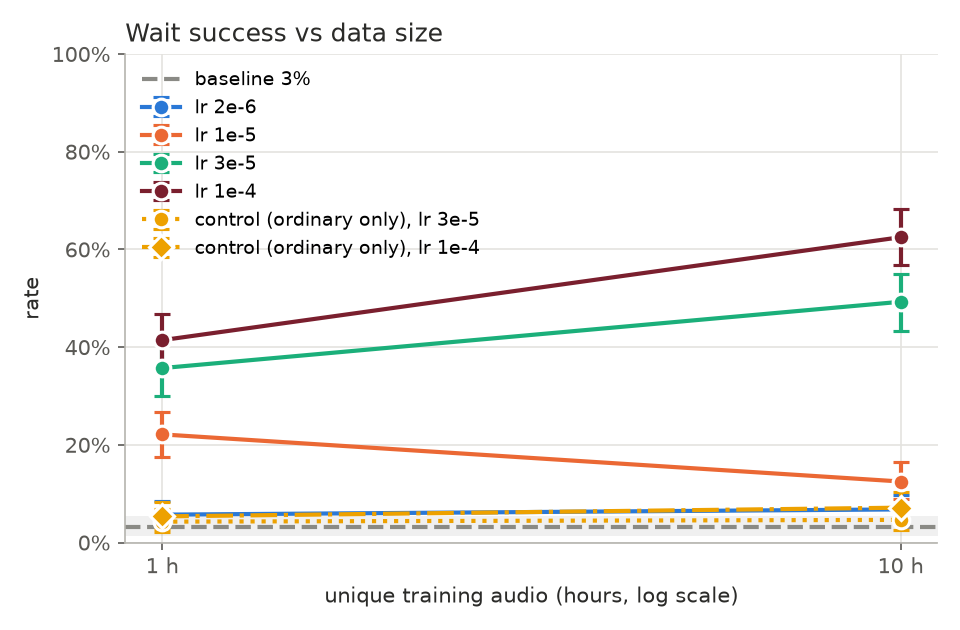 Wait success vs data size
100%
80%
60%
40%
20%
0%
rate
baseline 3%
lr 2e-6
lr 1e-5
lr 3e-5
lr 1e-4
control (ordinary only), lr 3e-5
control (ordinary only), lr 1e-4
1 h
10 h
unique training audio (hours, log scale)